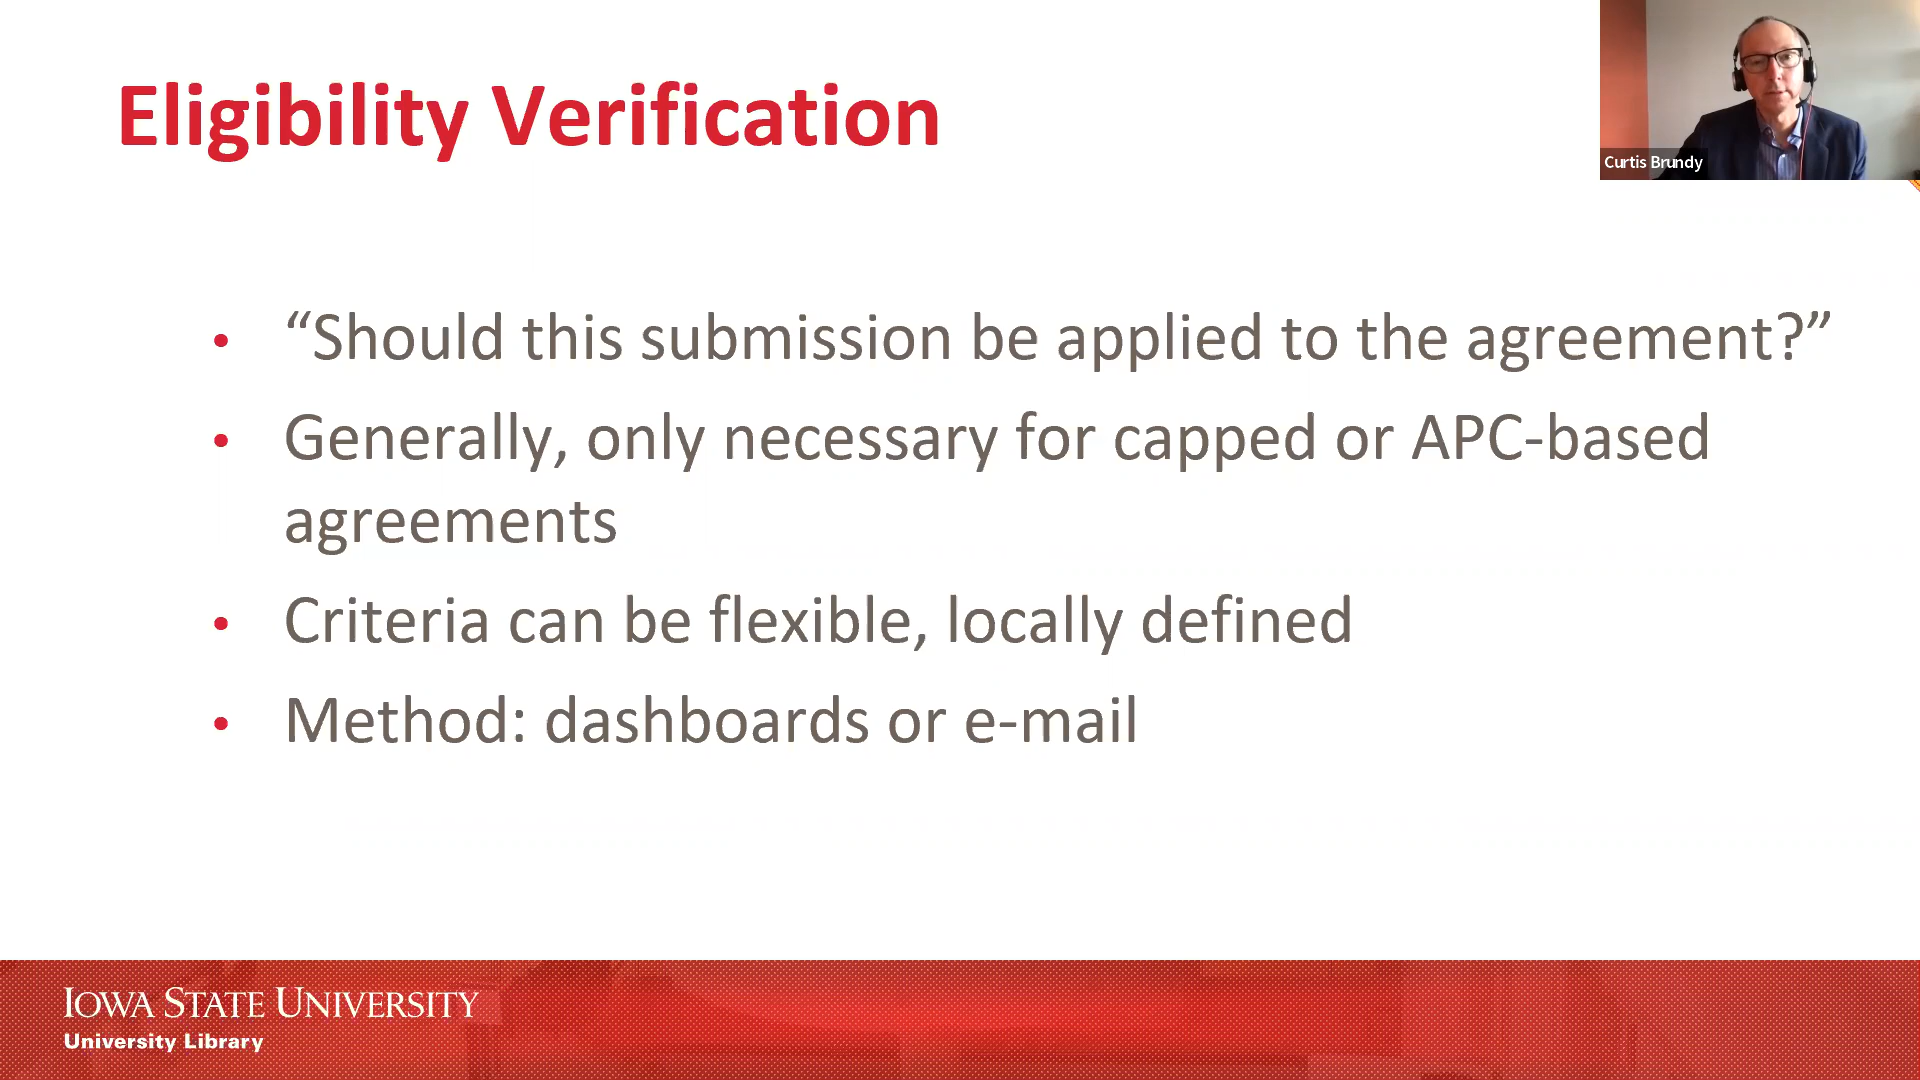 Eligibility Verification
Curtis Brundy
“Should this submission be applied to the agreement?”
Generally, only necessary for capped or APC-based
agreements
Criteria can be flexible, locally defined
Method: dashboards or e-mail
IOWA STATE UNIVERSITY
University Library